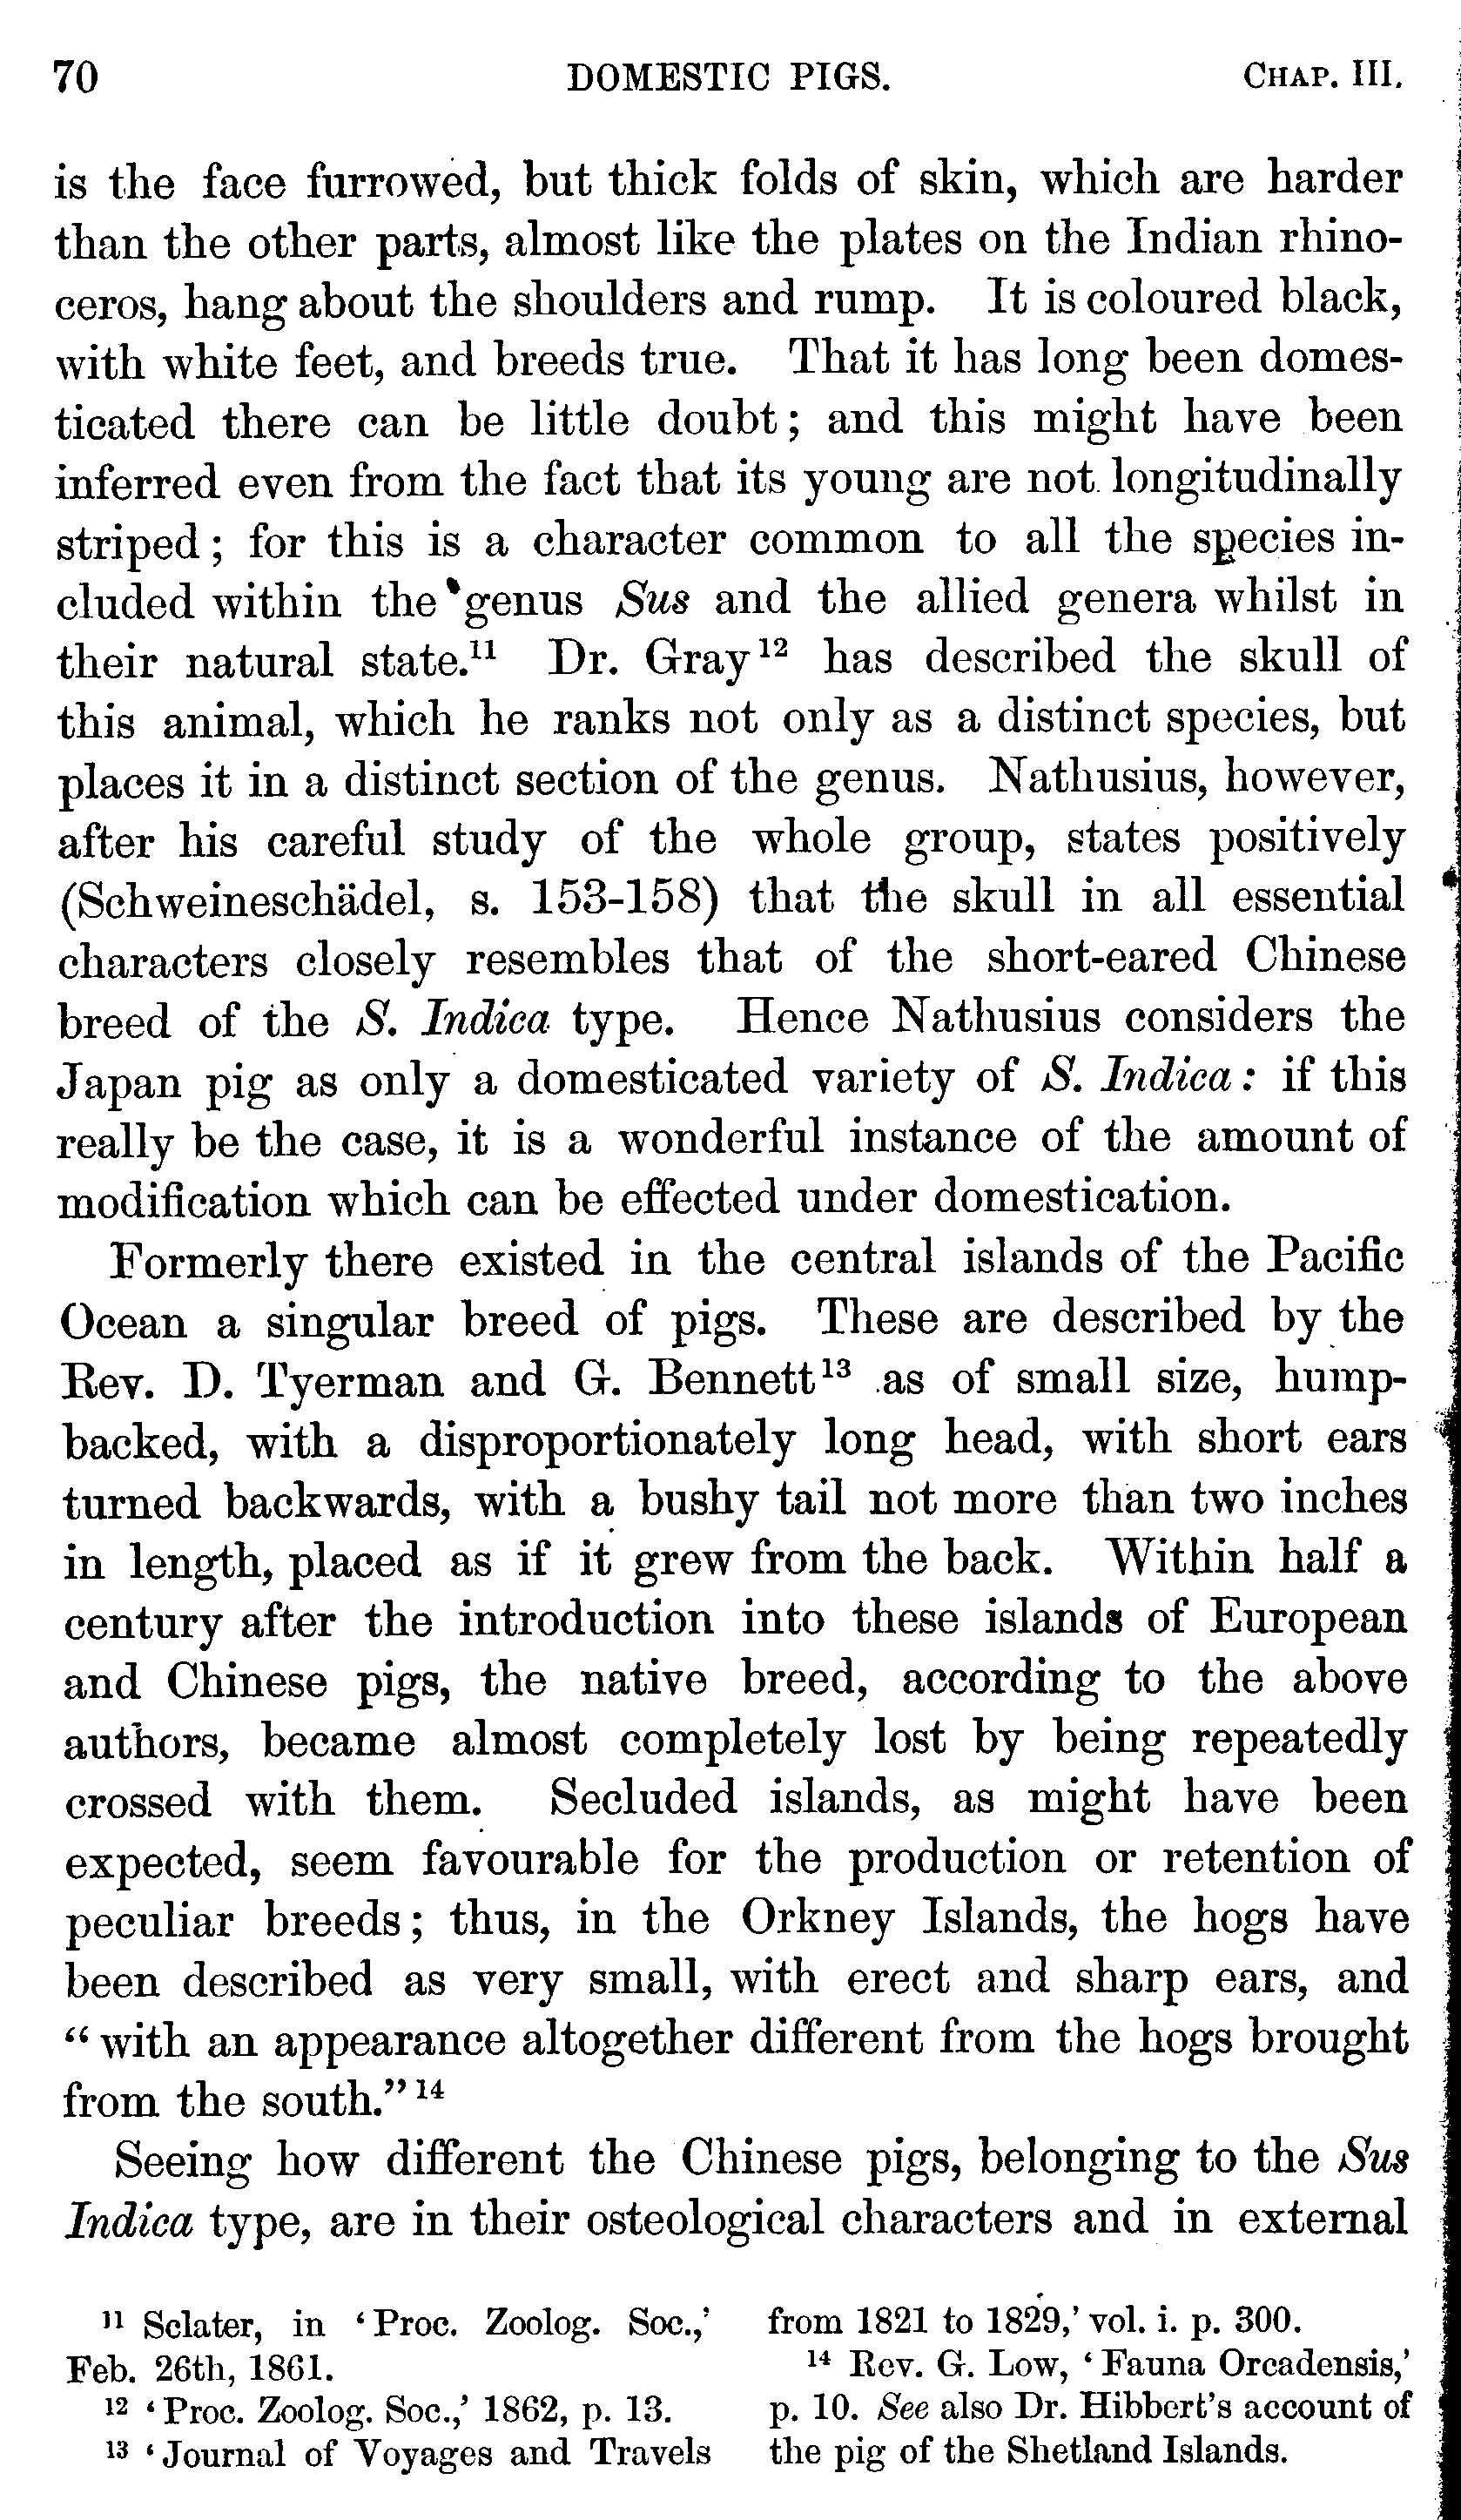 70 DOMESTIC PIGS. CHAP. III.
is the face furrowed, but thick folds of skin, which are harder
than the other parts, almost like the plates on the Indian rhino-
ceros, hang about the shoulders and rump. It is coloured black,
with white feet, and breeds true. That it has long been domes-
ticated there can be little doubt; and this might have been
inferred even from the fact that its young are not longitudinally
striped; for this is a character common to all the species in-
cluded within the genus Sus and the allied genera whilst in
their natural state.¹¹ Dr. Gray¹² has described the skull of
this animal, which he ranks not only as a distinct species, but
places it in a distinct section of the genus. Nathusius, however,
after his careful study of the whole group, states positively
(Schweineschädel, s. 153-158) that the skull in all essential
characters closely resembles that of the short-eared Chinese
breed of the S. Indica type. Hence Nathusius considers the
Japan pig as only a domesticated variety of S. Indica: if this
really be the case, it is a wonderful instance of the amount of
modification which can be effected under domestication.
Formerly there existed in the central islands of the Pacific
Ocean a singular breed of pigs. These are described by the
Rev. D. Tyerman and G. Bennett¹³ as of small size, hump-
backed, with a disproportionately long head, with short ears
turned backwards, with a bushy tail not more than two inches
in length, placed as if it grew from the back. Within half a
century after the introduction into these islands of European
and Chinese pigs, the native breed, according to the above
authors, became almost completely lost by being repeatedly
crossed with them. Secluded islands, as might have been
expected, seem favourable for the production or retention of
peculiar breeds; thus, in the Orkney Islands, the hogs have
been described as very small, with erect and sharp ears, and
“with an appearance altogether different from the hogs brought
from the south.”¹⁴
Seeing how different the Chinese pigs, belonging to the Sus
Indica type, are in their osteological characters and in external
¹¹ Sclater, in ‘Proc. Zoolog. Soc.,’
Feb. 26th, 1861.
¹² ‘Proc. Zoolog. Soc.,’ 1862, p. 13.
¹³ ‘Journal of Voyages and Travels
from 1821 to 1829,’ vol. i. p. 300.
¹⁴ Rev. G. Low, ‘Fauna Orcadensis,’
p. 10. See also Dr. Hibbert’s account of
the pig of the Shetland Islands.